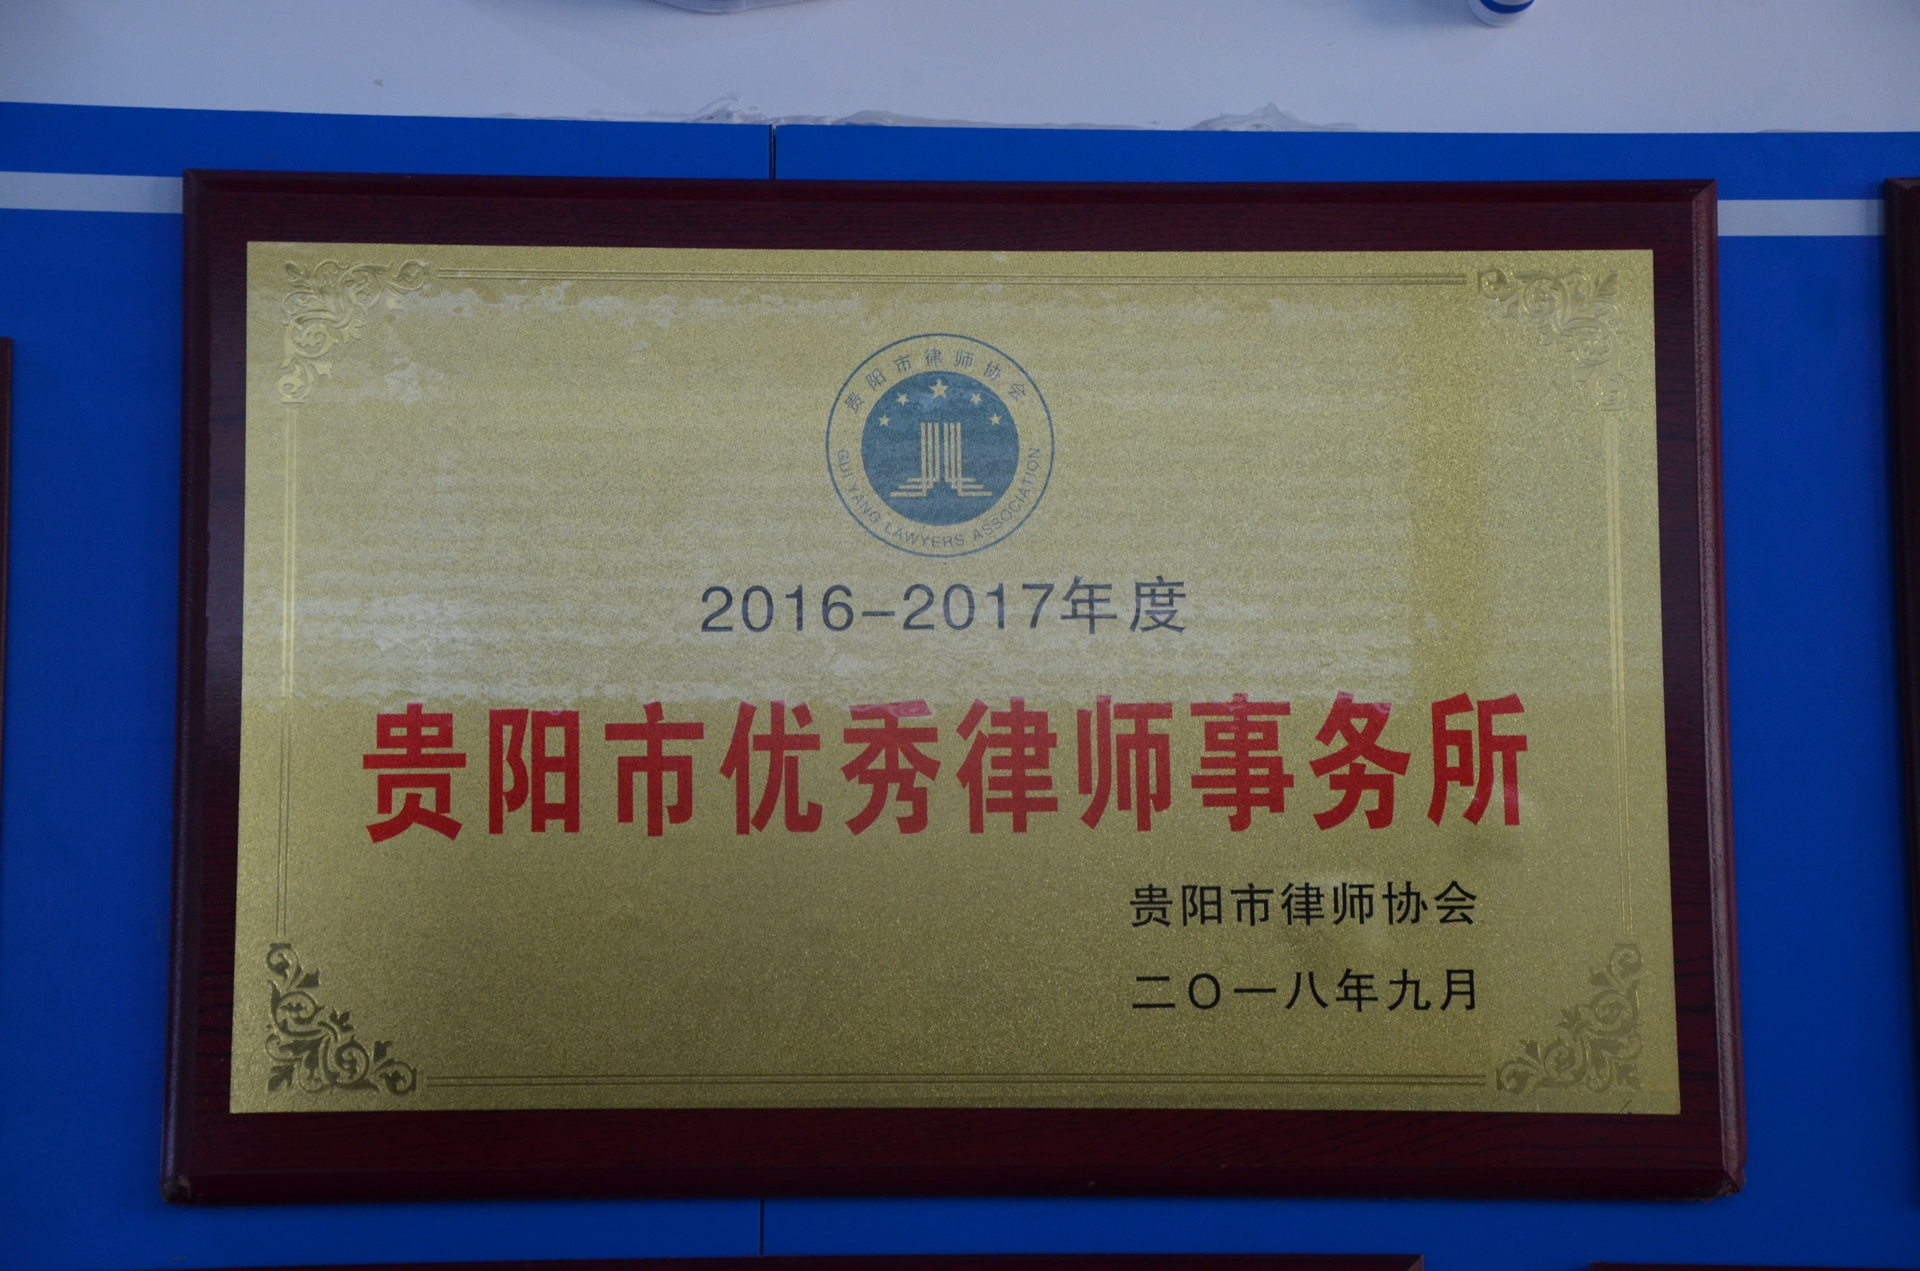 贵阳市律师协会
GUI YANG LAWYERS ASSOCIATION
2016-2017年度
贵阳市优秀律师事务所
贵阳市律师协会
二〇一八年九月